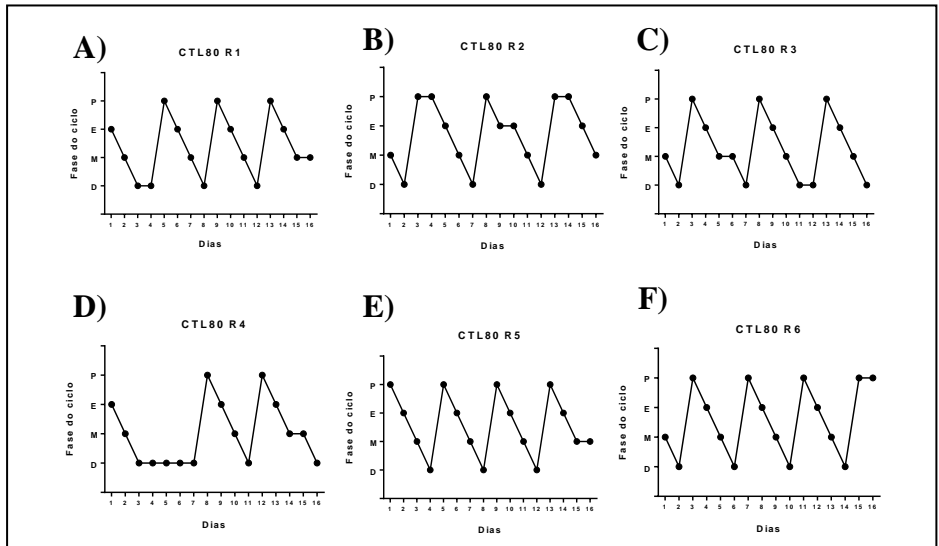 A)
CTL80 R1
Fase do ciclo
P
E
M
D
1 2 3 4 5 6 7 8 9 10 11 12 13 14 15 16
Dias
B)
CTL80 R2
Fase do ciclo
P
E
M
D
1 2 3 4 5 6 7 8 9 10 11 12 13 14 15 16
Dias
C)
CTL80 R3
Fase do ciclo
P
E
M
D
1 2 3 4 5 6 7 8 9 10 11 12 13 14 15 16
Dias
D)
CTL80 R4
Fase do ciclo
P
E
M
D
1 2 3 4 5 6 7 8 9 10 11 12 13 14 15 16
Dias
E)
CTL80 R5
Fase do ciclo
P
E
M
D
1 2 3 4 5 6 7 8 9 10 11 12 13 14 15 16
Dias
F)
CTL80 R6
Fase do ciclo
P
E
M
D
1 2 3 4 5 6 7 8 9 10 11 12 13 14 15 16
Dias